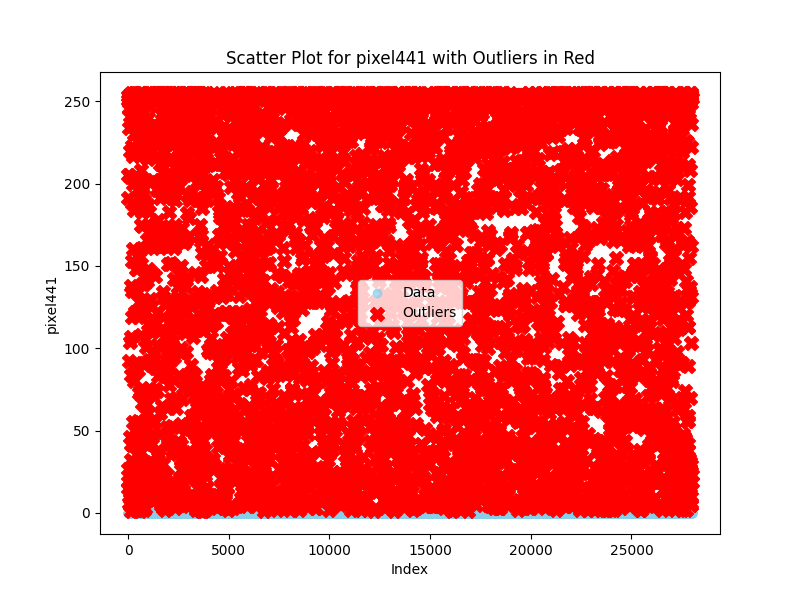 Scatter Plot for pixel441 with Outliers in Red
250
200
150
100
50
0
pixel441
Data
Outliers
0 5000 10000 15000 20000 25000
Index